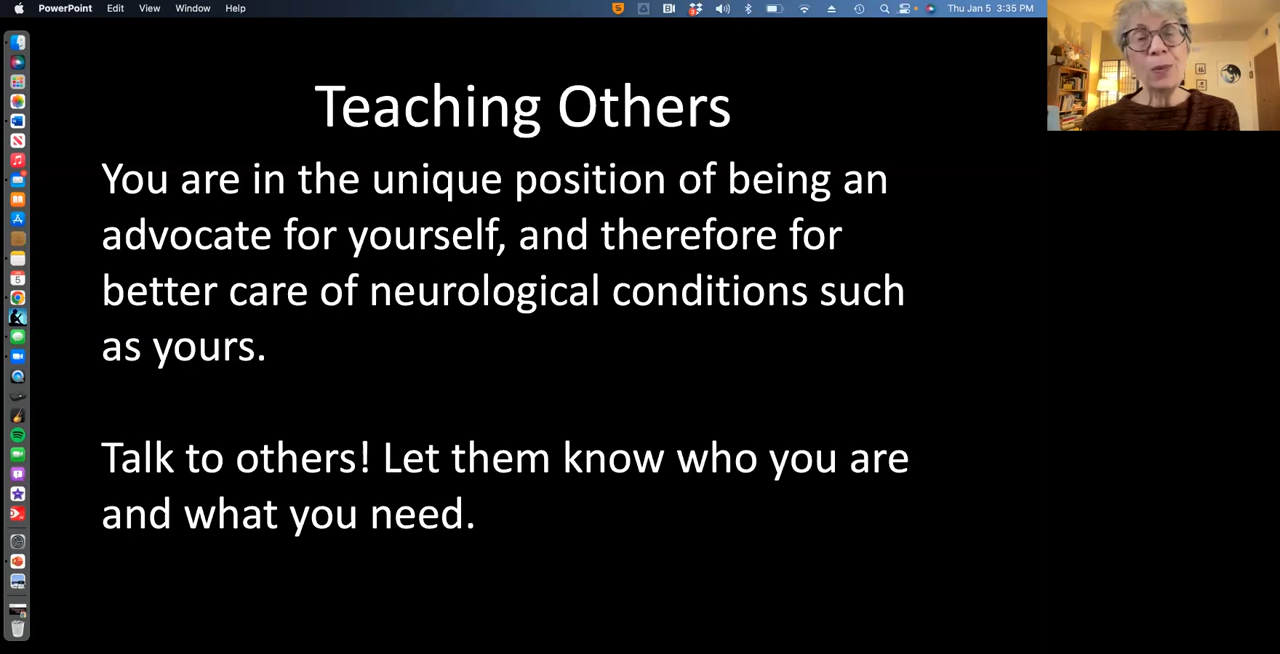 PowerPoint Edit View Window Help Thu Jan 5 3:35 PM
Teaching Others
You are in the unique position of being an
advocate for yourself, and therefore for
better care of neurological conditions such
as yours.
Talk to others! Let them know who you are
and what you need.
5